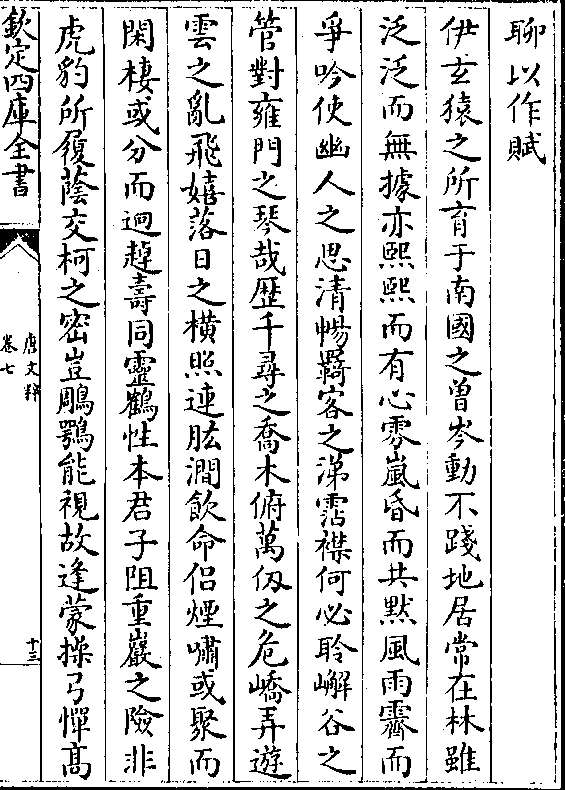 聊以作賦
伊玄猿之所育于南國之曾岑動不踐地居常在林雖
泛泛而無據亦熙熙而有心雰嵐昏而共默風雨霽而
爭吟使幽人之思清暢羇客之涕霑襟何必聆嶰谷之
管對雍門之琴哉歴千尋之喬木俯萬仭之危嶠弄遊
雲之亂飛嬉落日之橫照連肱澗飲命侣煙嘯或聚而
閑棲或分而逈趠壽同靈鶴性本君子阻重巖之險非
虎豹所履蔭交柯之密豈鵰鶚能視故逢蒙操弓憚髙
欽定四庫全書
唐文粹
卷七
十三